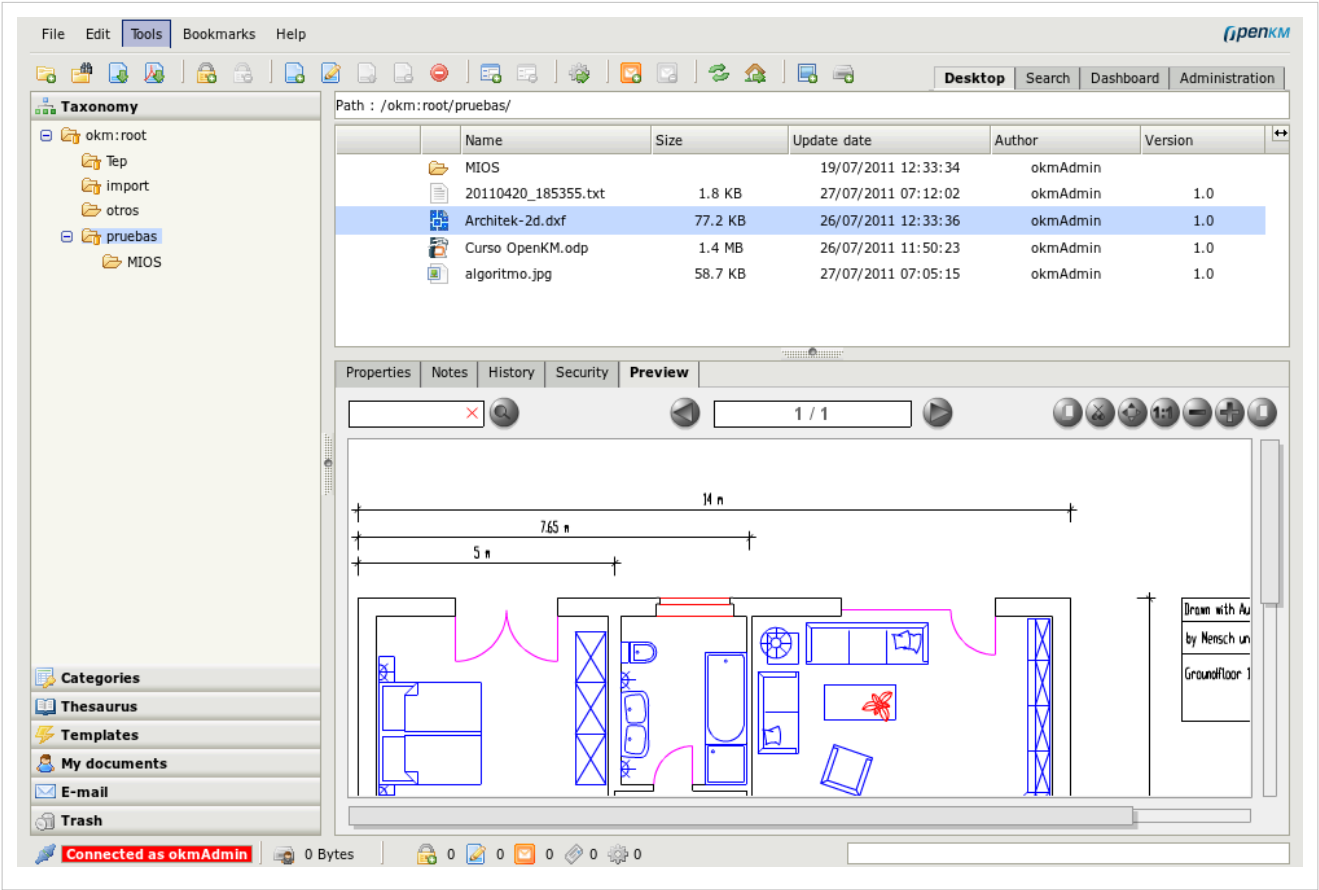 File Edit Tools Bookmarks Help
OpenKM
Desktop Search Dashboard Administration
Taxonomy
okm:root
Tep
import
otros
pruebas
MIOS
Categories
Thesaurus
Templates
My documents
E-mail
Trash
Path : /okm:root/pruebas/
Name Size Update date Author Version
MIOS 19/07/2011 12:33:34 okmAdmin
20110420_185355.txt 1.8 KB 27/07/2011 07:12:02 okmAdmin 1.0
Architek-2d.dxf 77.2 KB 26/07/2011 12:33:36 okmAdmin 1.0
Curso OpenKM.odp 1.4 MB 26/07/2011 11:50:23 okmAdmin 1.0
algoritmo.jpg 58.7 KB 27/07/2011 07:05:15 okmAdmin 1.0
Properties Notes History Security Preview
1 / 1
1:1
14 m
7.65 m
5 m
Drawn with Au
by Nensch un
Groundfloor 1
Connected as okmAdmin 0 Bytes 0 0 0 0 0